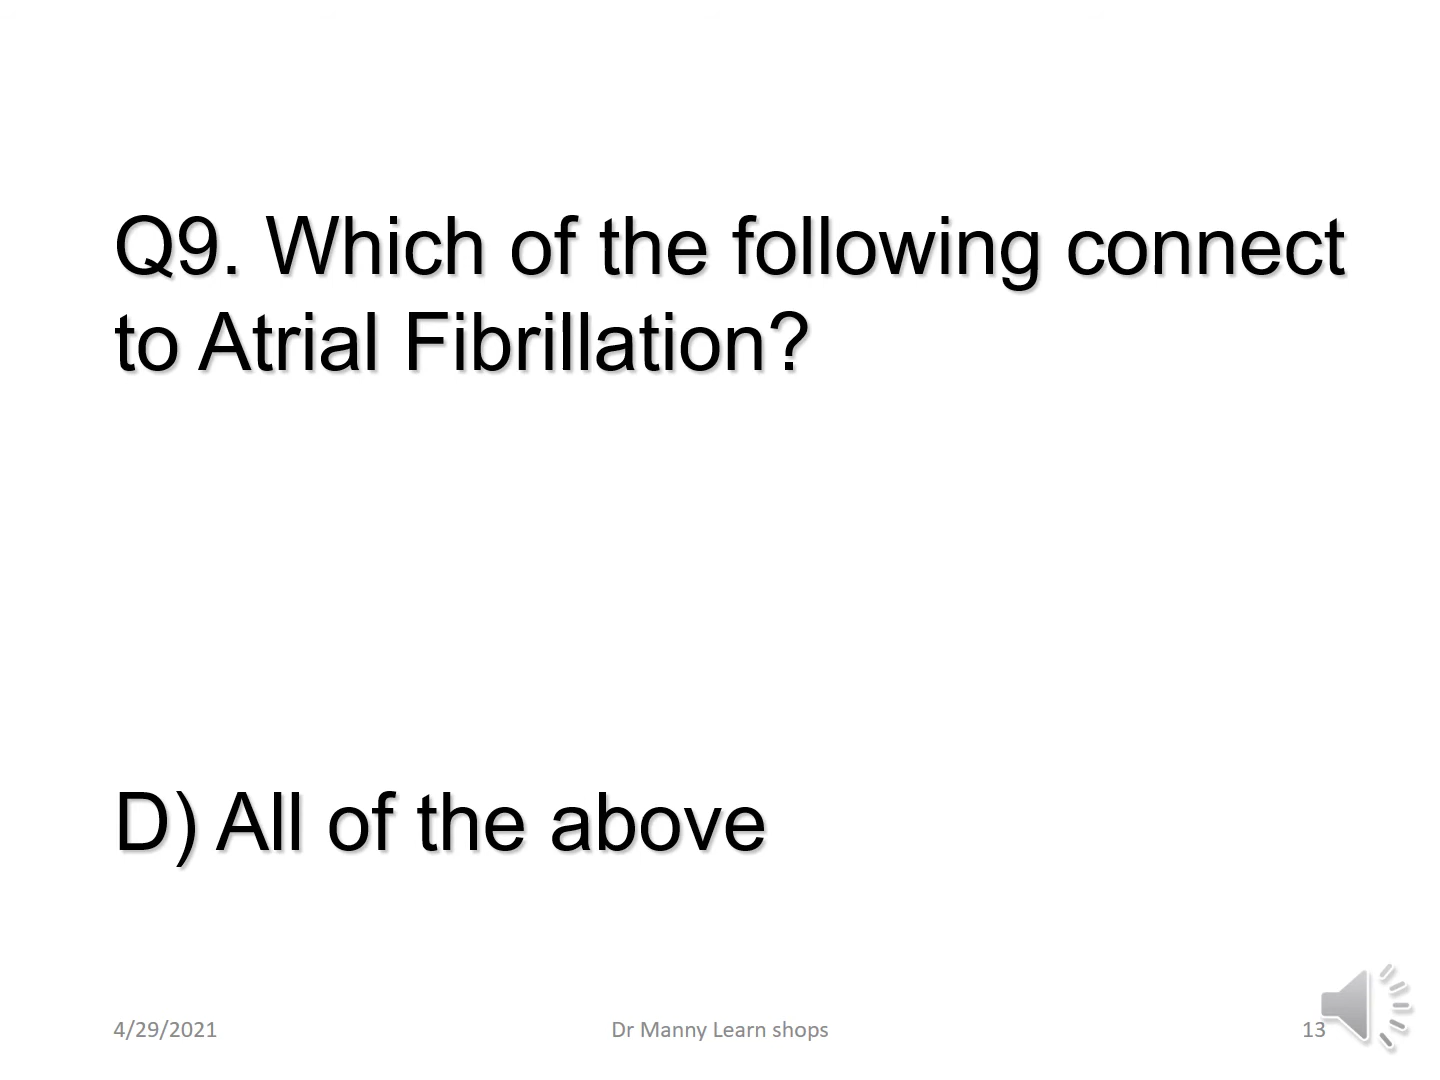 Q9. Which of the following connect
to Atrial Fibrillation?
D) All of the above
4/29/2021
Dr Manny Learn shops
13